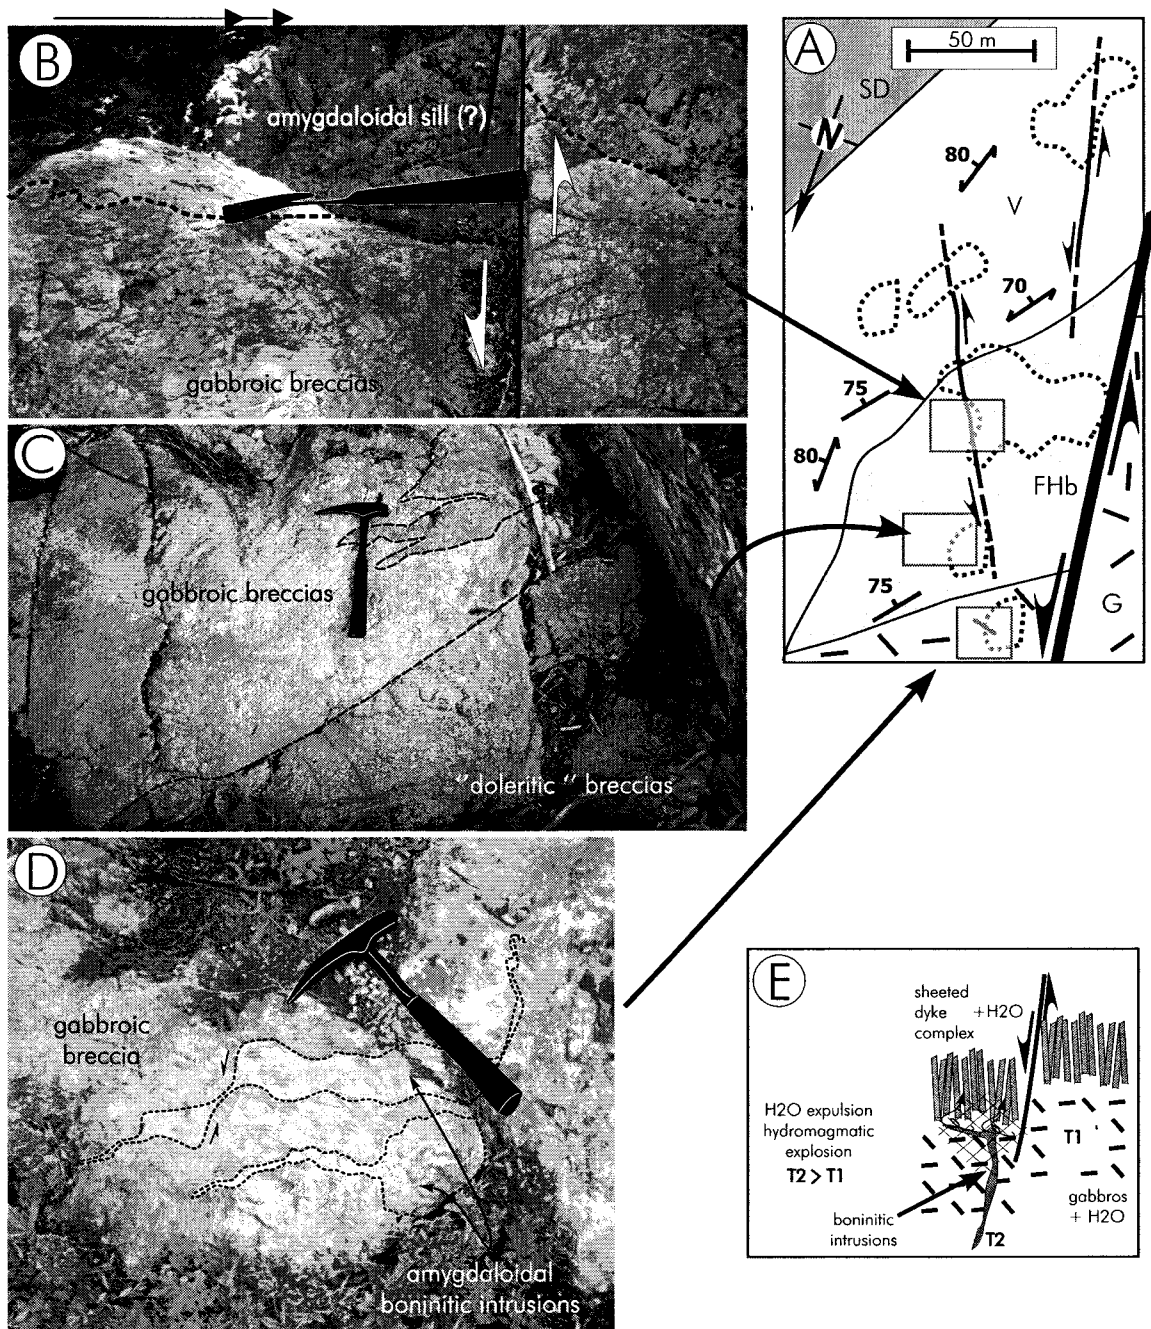 B
amygdaloidal sill (?)
gabbroic breccias
A
50 m
SD
N
80
V
70
75
80
FHb
75
G
C
gabbroic breccias
"doleritic" breccias
D
gabbroic
breccia
amygdaloidal
boninitic intrusions
E
sheeted
dyke
complex
+H2O
H2O expulsion
hydromagmatic
explosion
T2 > T1
T1
gabbros
+ H2O
boninitic
intrusions
T2